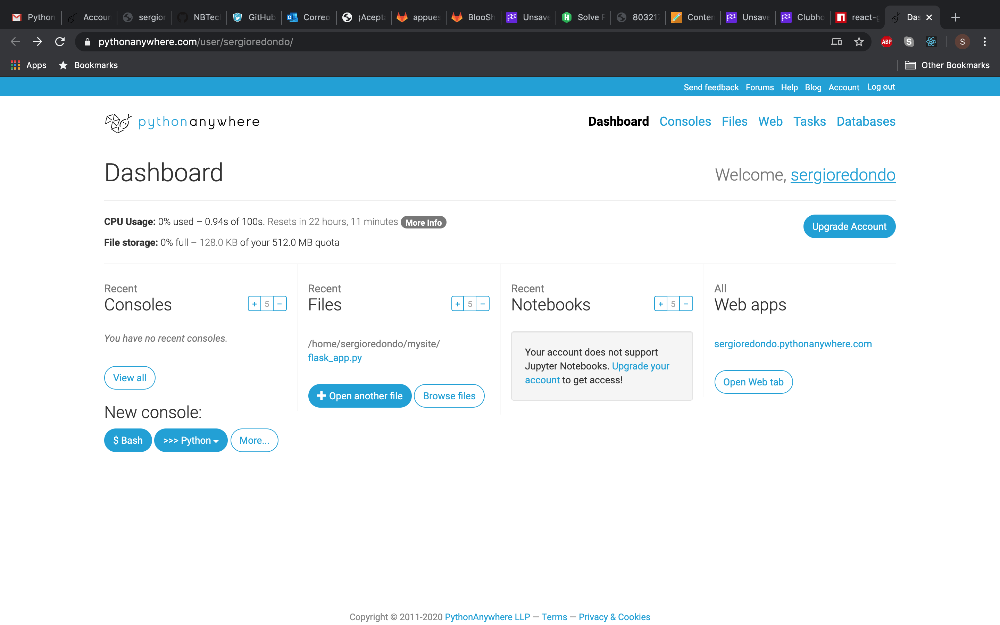 Python Accoun sergior NBTec GitHub Correo ¡Acepta appues BlooSh Unsave Solve 80321 Conten Unsave Clubho react-g Das
pythonanywhere.com/user/sergioredondo/ ABP S S
Apps Bookmarks Other Bookmarks
Send feedback Forums Help Blog Account Log out
pythonanywhere
Dashboard Consoles Files Web Tasks Databases
Dashboard
Welcome, sergioredondo
CPU Usage: 0% used – 0.94s of 100s. Resets in 22 hours, 11 minutes More Info
File storage: 0% full – 128.0 KB of your 512.0 MB quota
Upgrade Account
Recent
Consoles
+ 5 −
You have no recent consoles.
View all
New console:
$ Bash >>> Python More...
Recent
Files
+ 5 −
/home/sergioredondo/mysite/
flask_app.py
Open another file Browse files
Recent
Notebooks
+ 5 −
Your account does not support
Jupyter Notebooks. Upgrade your
account to get access!
All
Web apps
sergioredondo.pythonanywhere.com
Open Web tab
Copyright © 2011-2020 PythonAnywhere LLP — Terms — Privacy & Cookies